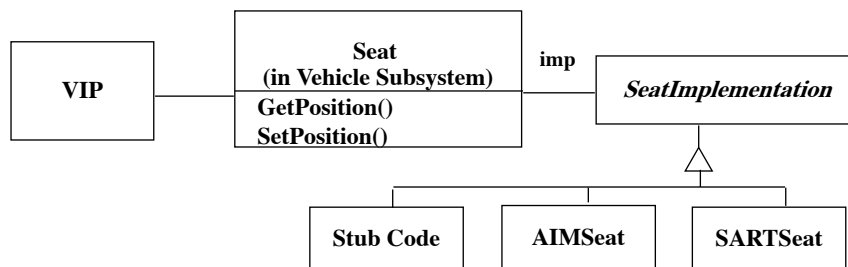 VIP
Seat
(in Vehicle Subsystem)
GetPosition()
SetPosition()
imp
SeatImplementation
Stub Code
AIMSeat
SARTSeat